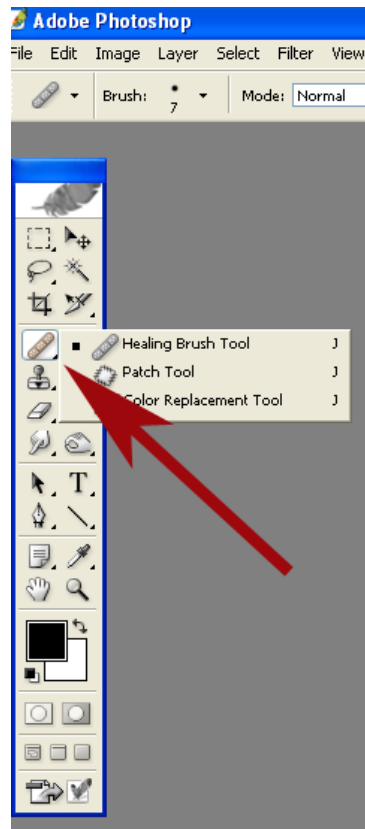 Adobe Photoshop
File Edit Image Layer Select Filter View
Brush: 7 Mode: Normal
Healing Brush Tool J
Patch Tool J
Color Replacement Tool J
T